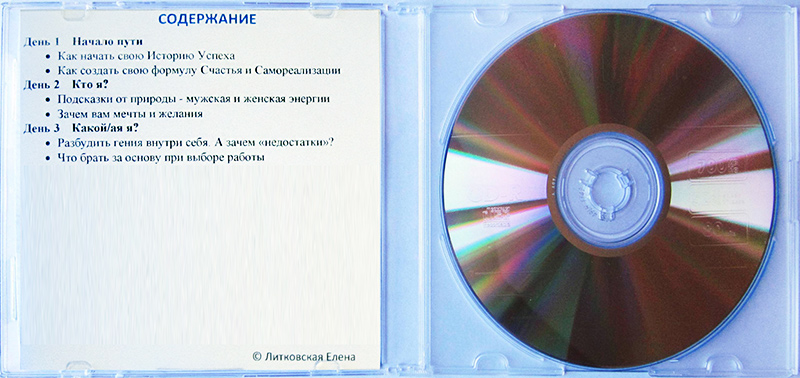 СОДЕРЖАНИЕ
День 1 Начало пути
• Как начать свою Историю Успеха
• Как создать свою формулу Счастья и Самореализации
День 2 Кто я?
• Подсказки от природы - мужская и женская энергии
• Зачем вам мечты и желания
День 3 Какой/ая я?
• Разбудить гения внутри себя. А зачем «недостатки»?
• Что брать за основу при выборе работы
© Литковская Елена